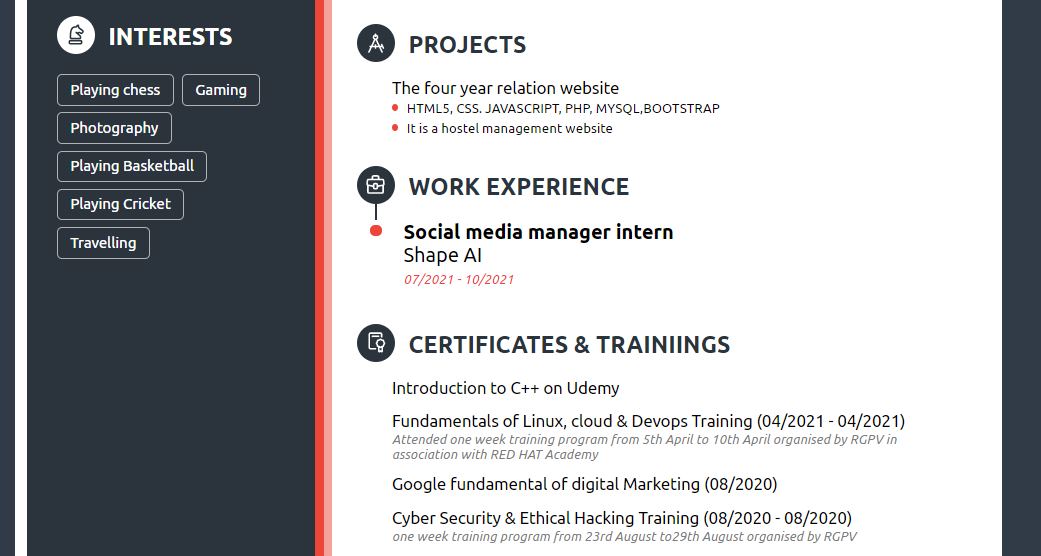 INTERESTS
Playing chess
Gaming
Photography
Playing Basketball
Playing Cricket
Travelling
PROJECTS
The four year relation website
HTML5, CSS. JAVASCRIPT, PHP, MYSQL,BOOTSTRAP
It is a hostel management website
WORK EXPERIENCE
Social media manager intern
Shape AI
07/2021 - 10/2021
CERTIFICATES & TRAINIINGS
Introduction to C++ on Udemy
Fundamentals of Linux, cloud & Devops Training (04/2021 - 04/2021)
Attended one week training program from 5th April to 10th April organised by RGPV in
association with RED HAT Academy
Google fundamental of digital Marketing (08/2020)
Cyber Security & Ethical Hacking Training (08/2020 - 08/2020)
one week training program from 23rd August to29th August organised by RGPV